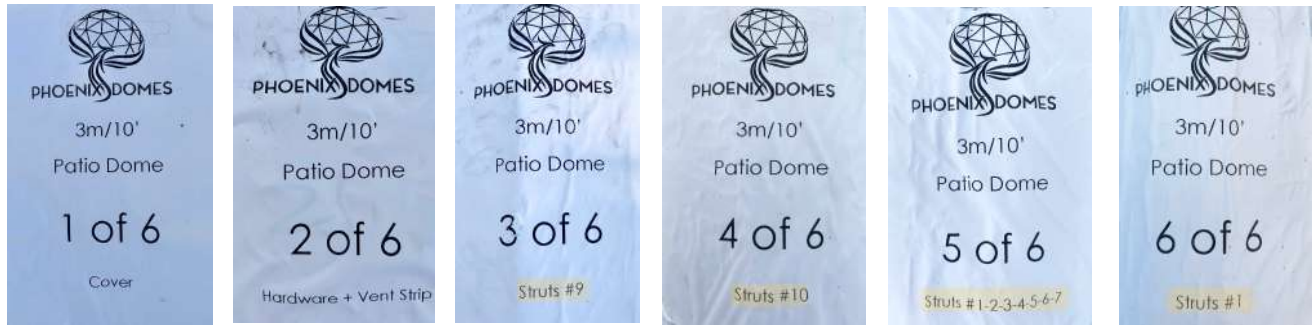 PHOENIX DOMES
3m/10'
Patio Dome
1 of 6
Cover
PHOENIX DOMES
3m/10'
Patio Dome
2 of 6
Hardware + Vent Strip
PHOENIX DOMES
3m/10'
Patio Dome
3 of 6
Struts #9
PHOENIX DOMES
3m/10'
Patio Dome
4 of 6
Struts #10
PHOENIX DOMES
3m/10'
Patio Dome
5 of 6
Struts #1-2-3-4-5-6-7
PHOENIX DOMES
3m/10'
Patio Dome
6 of 6
Struts #1